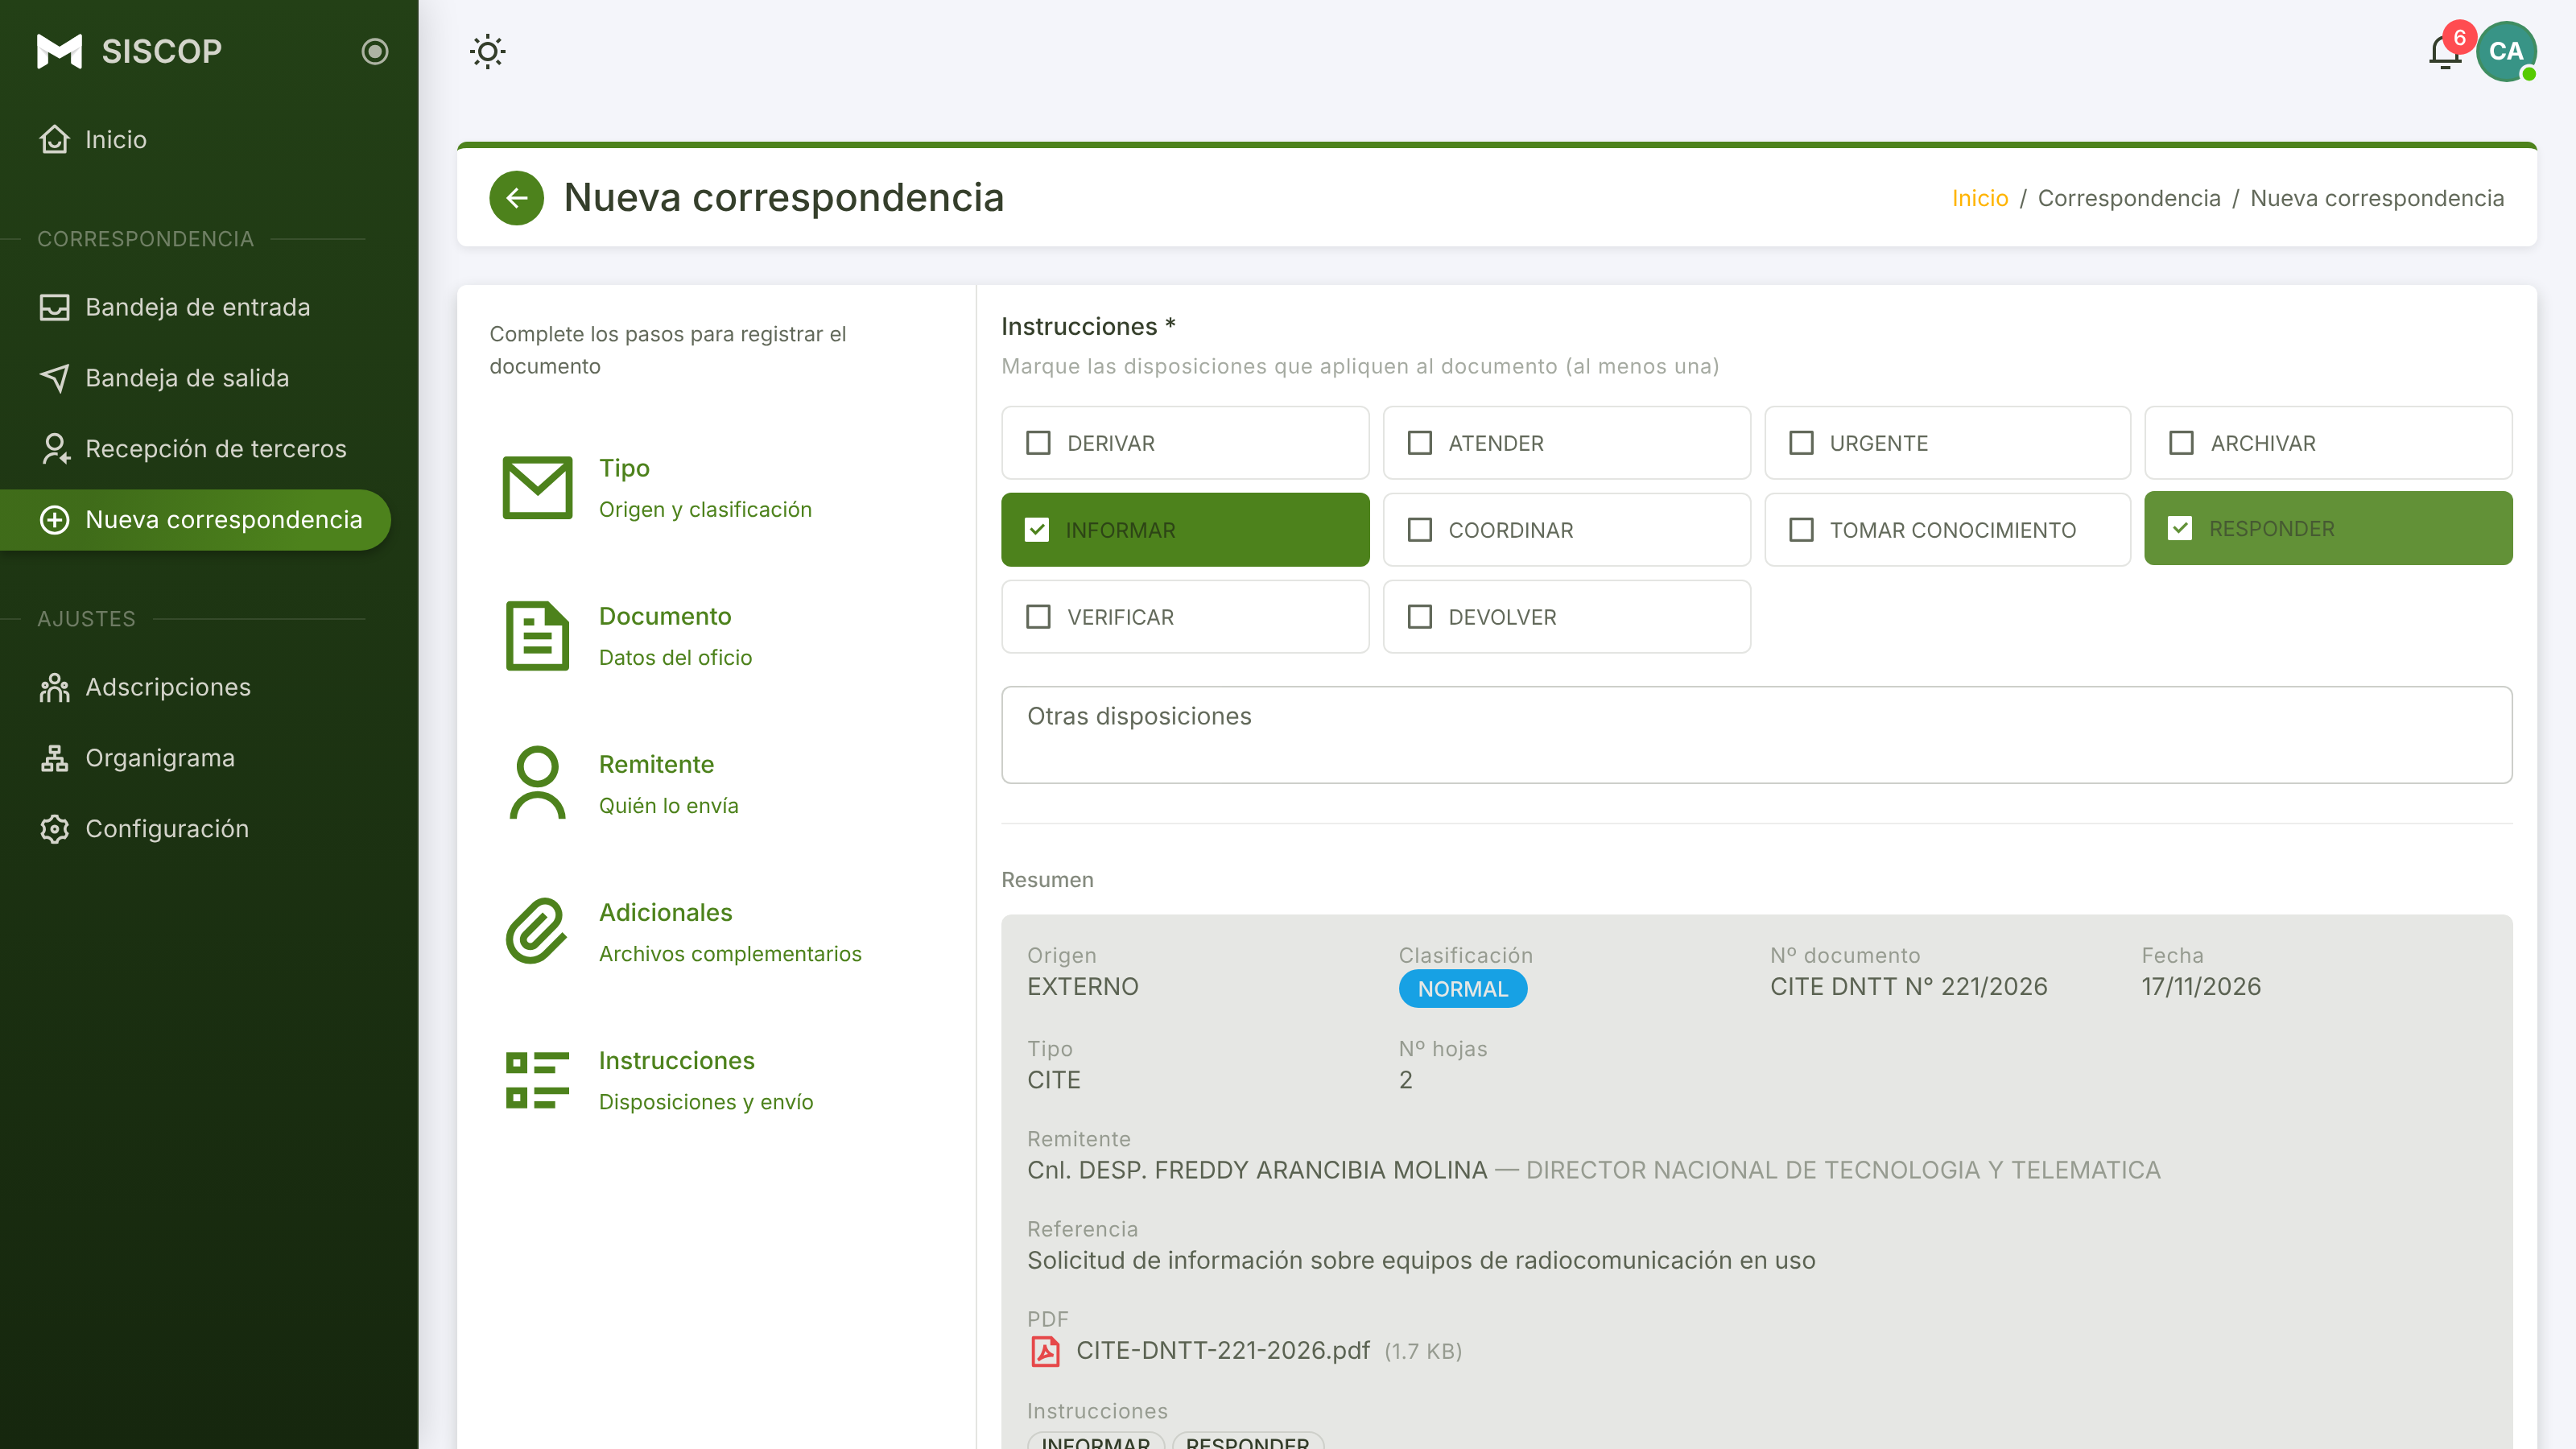 SISCOP
6
CA
Inicio
CORRESPONDENCIA
Bandeja de entrada
Bandeja de salida
Recepción de terceros
Nueva correspondencia
AJUSTES
Adscripciones
Organigrama
Configuración
Nueva correspondencia
Inicio / Correspondencia / Nueva correspondencia
Complete los pasos para registrar el
documento
Tipo
Origen y clasificación
Documento
Datos del oficio
Remitente
Quién lo envía
Adicionales
Archivos complementarios
Instrucciones
Disposiciones y envío
Instrucciones *
Marque las disposiciones que apliquen al documento (al menos una)
DERIVAR
ATENDER
URGENTE
ARCHIVAR
INFORMAR
COORDINAR
TOMAR CONOCIMIENTO
RESPONDER
VERIFICAR
DEVOLVER
Otras disposiciones
Resumen
Origen
EXTERNO
Clasificación
NORMAL
Nº documento
CITE DNTT N° 221/2026
Fecha
17/11/2026
Tipo
CITE
Nº hojas
2
Remitente
Cnl. DESP. FREDDY ARANCIBIA MOLINA — DIRECTOR NACIONAL DE TECNOLOGIA Y TELEMATICA
Referencia
Solicitud de información sobre equipos de radiocomunicación en uso
PDF
CITE-DNTT-221-2026.pdf (1.7 KB)
Instrucciones
INFORMAR RESPONDER